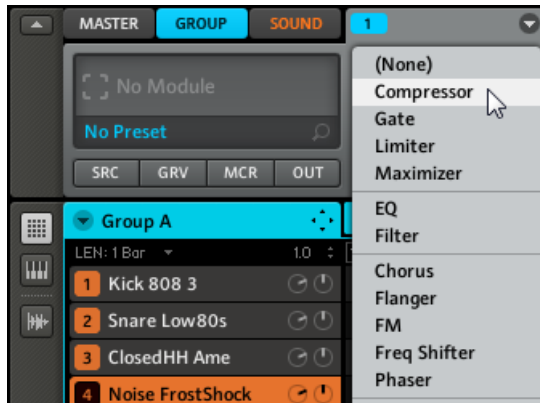 MASTER GROUP SOUND 1
No Module
No Preset
SRC GRV MCR OUT
Group A
LEN: 1 Bar 1.0
1 Kick 808 3
2 Snare Low80s
3 ClosedHH Ame
4 Noise FrostShock
(None)
Compressor
Gate
Limiter
Maximizer
EQ
Filter
Chorus
Flanger
FM
Freq Shifter
Phaser